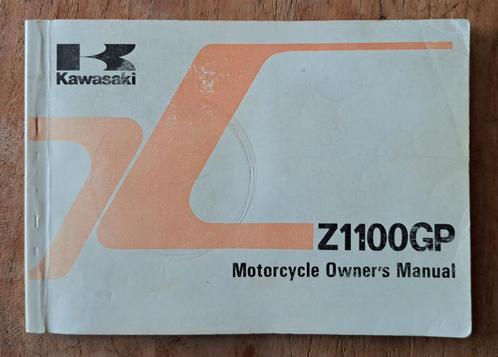 Kawasaki
Z1100GP
Motorcycle Owner's Manual